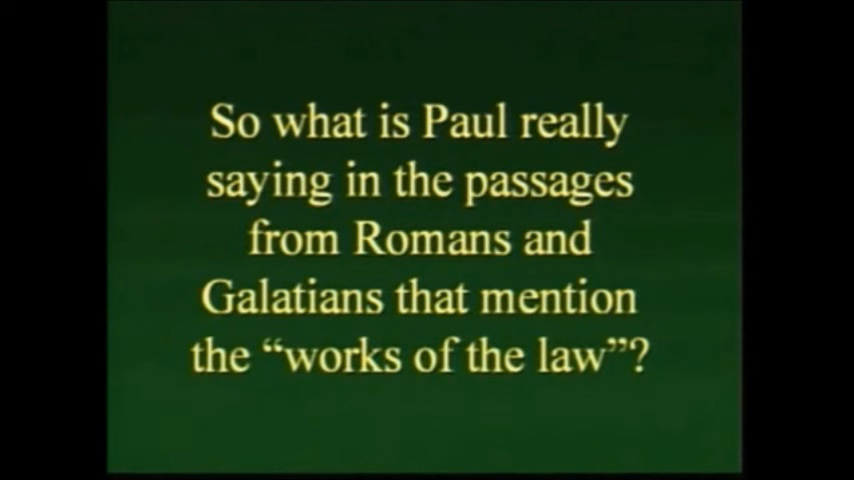 So what is Paul really
saying in the passages
from Romans and
Galatians that mention
the “works of the law”?